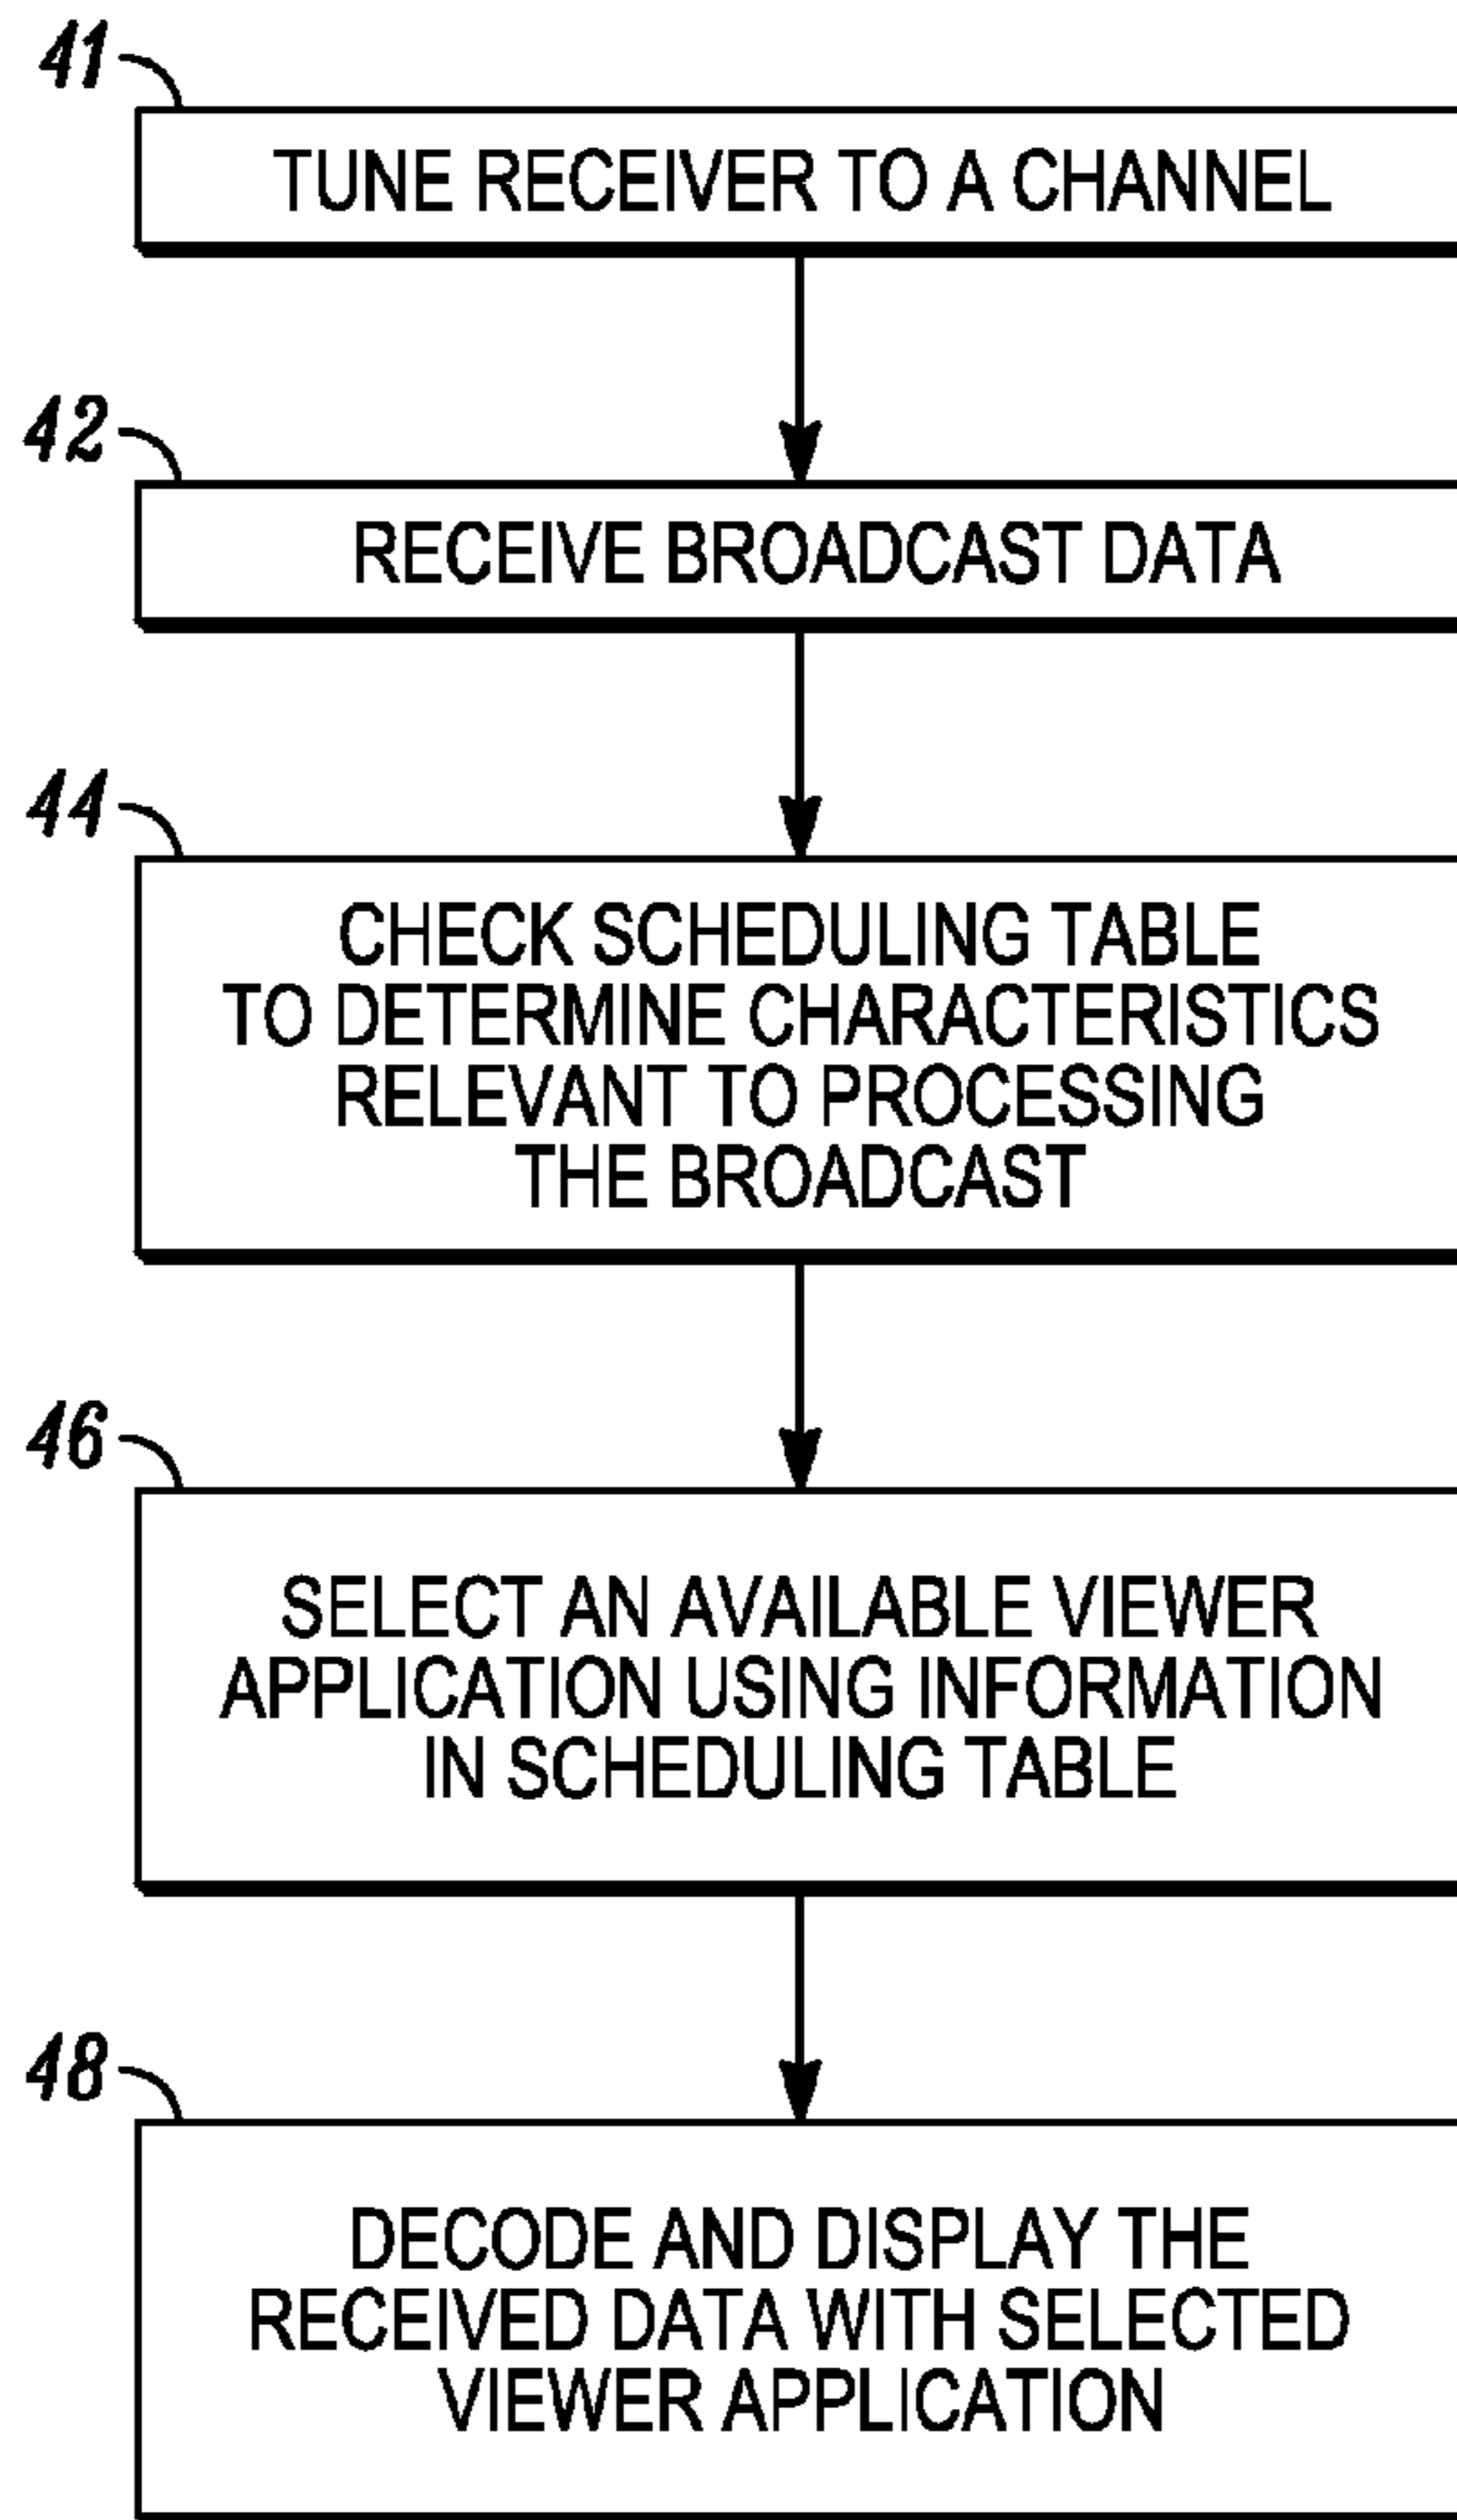 41
TUNE RECEIVER TO A CHANNEL
42
RECEIVE BROADCAST DATA
44
CHECK SCHEDULING TABLE
TO DETERMINE CHARACTERISTICS
RELEVANT TO PROCESSING
THE BROADCAST
46
SELECT AN AVAILABLE VIEWER
APPLICATION USING INFORMATION
IN SCHEDULING TABLE
48
DECODE AND DISPLAY THE
RECEIVED DATA WITH SELECTED
VIEWER APPLICATION